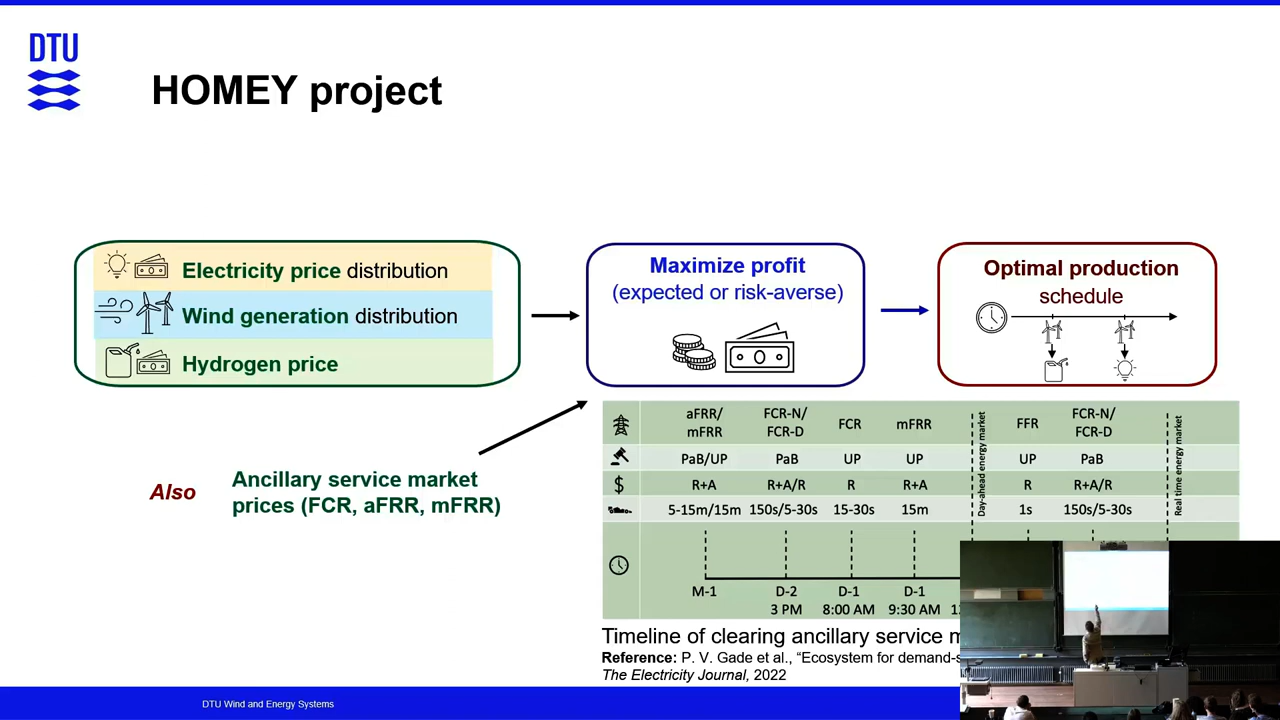 DTU
HOMEY project
Electricity price distribution
Wind generation distribution
Hydrogen price
Maximize profit
(expected or risk-averse)
Optimal production
schedule
Also
Ancillary service market
prices (FCR, aFRR, mFRR)
aFRR/
mFRR
FCR-N/
FCR-D
FCR
mFRR
FFR
FCR-N/
FCR-D
PaB/UP
PaB
UP
UP
UP
PaB
$
R+A
R+A/R
R
R+A
R
R+A/R
5-15m/15m
150s/5-30s
15-30s
15m
1s
150s/5-30s
Day-ahead energy market
Real time energy market
M-1
D-2
3 PM
D-1
8:00 AM
D-1
9:30 AM
Timeline of clearing ancillary service
Reference: P. V. Gade et al., “Ecosystem for
The Electricity Journal, 2022
DTU Wind and Energy Systems